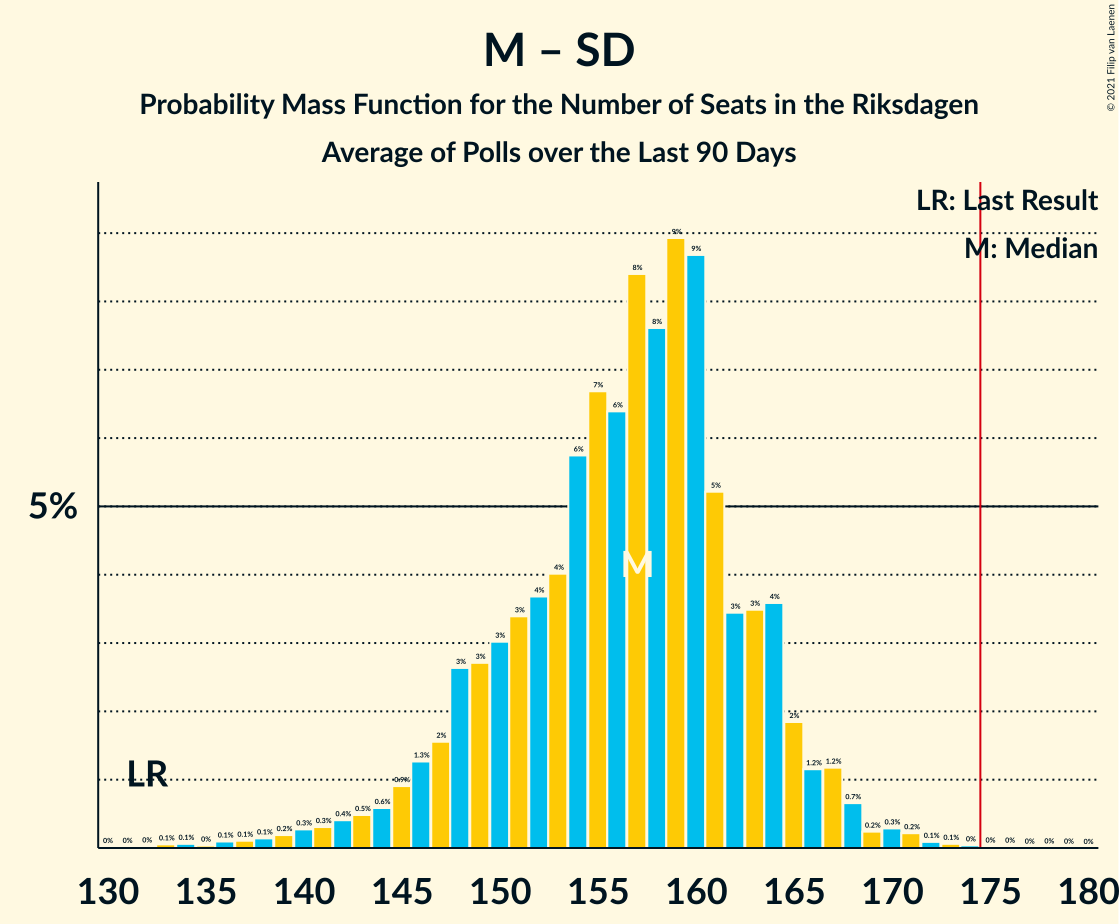 © 2021 Filip van Laenen
M – SD
Probability Mass Function for the Number of Seats in the Riksdagen
Average of Polls over the Last 90 Days
LR: Last Result
M: Median
5%
LR
M
0% 0% 0% 0.1% 0.1% 0% 0.1% 0.1% 0.1% 0.2% 0.3% 0.3% 0.4% 0.5% 0.6% 0.9% 1.3% 2% 3% 3% 3% 3% 4% 4% 6% 7% 6% 8% 8% 9% 9% 5% 3% 3% 4% 2% 1.2% 1.2% 0.7% 0.2% 0.3% 0.2% 0.1% 0.1% 0% 0% 0% 0% 0% 0% 0%
130 135 140 145 150 155 160 165 170 175 180